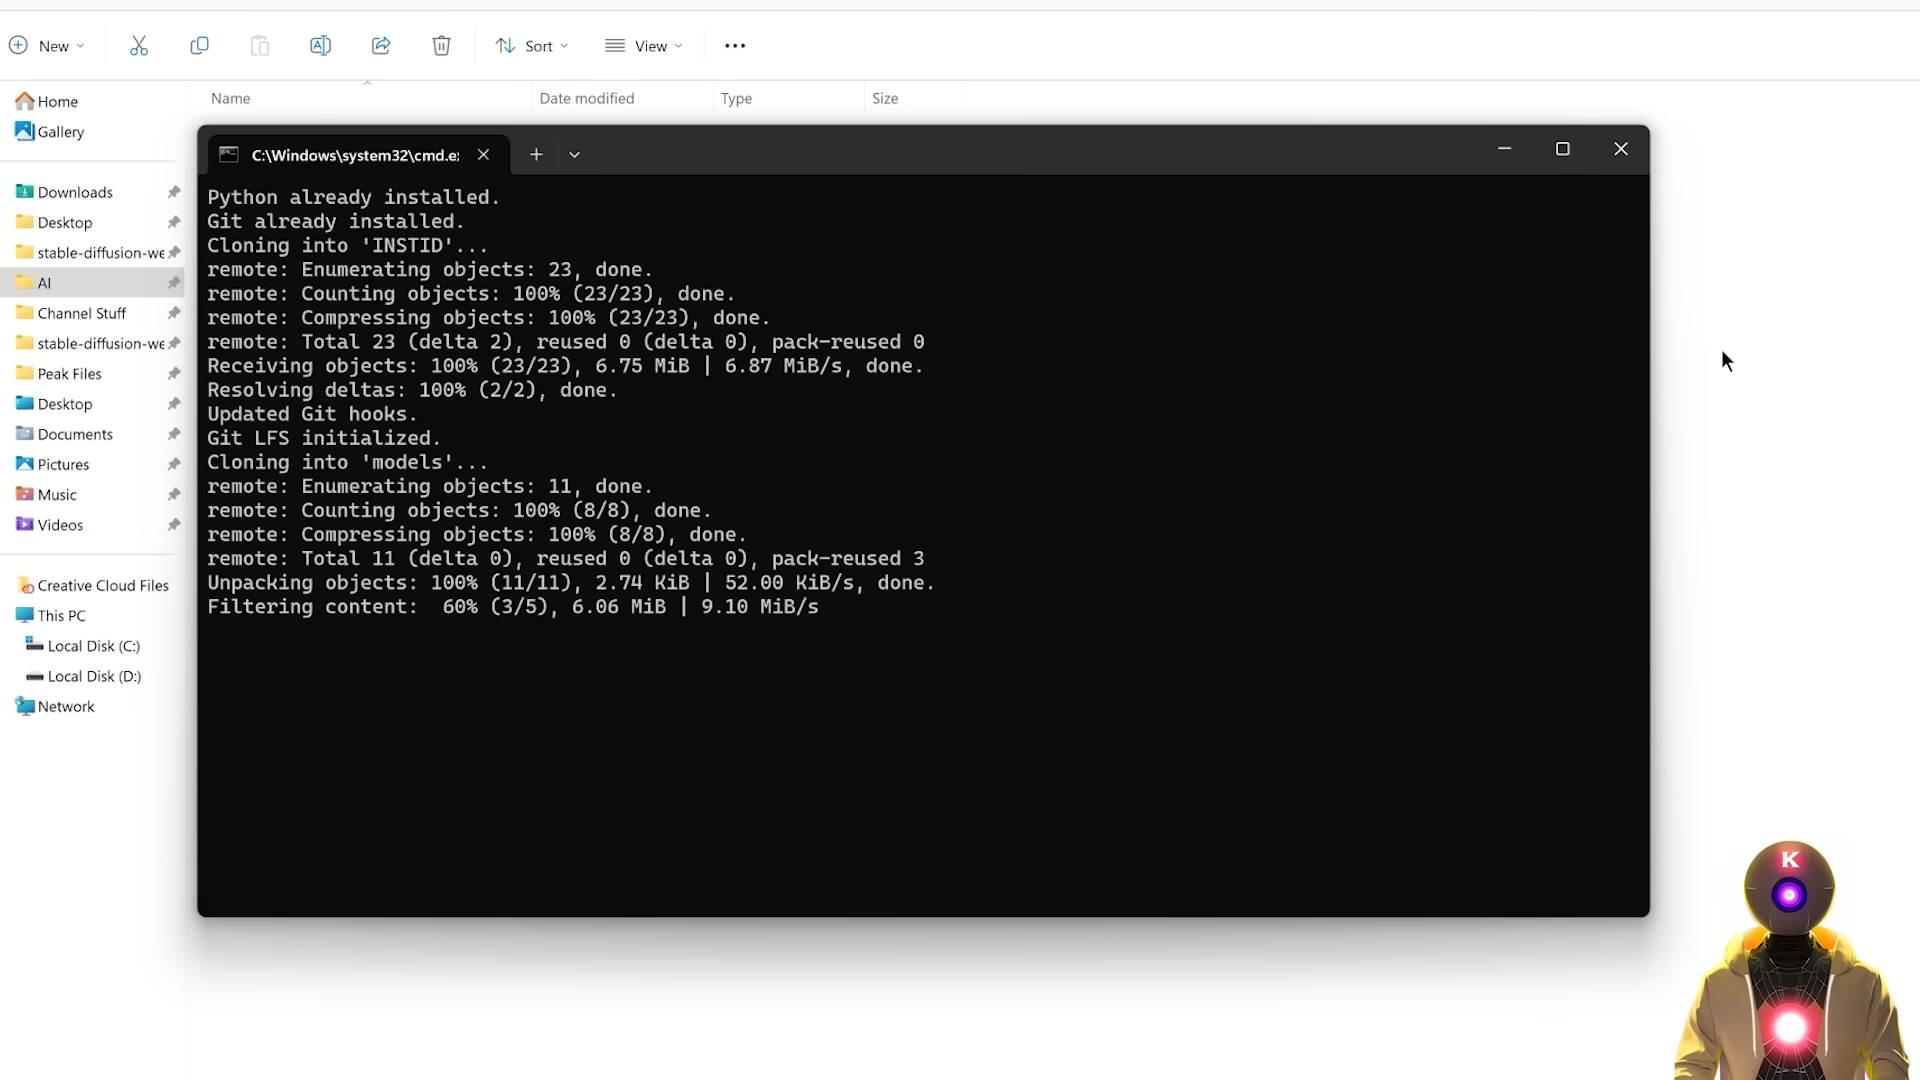 New
Sort
View
Name
Date modified
Type
Size
Home
Gallery
Downloads
Desktop
stable-diffusion-we
AI
Channel Stuff
stable-diffusion-we
Peak Files
Desktop
Documents
Pictures
Music
Videos
Creative Cloud Files
This PC
Local Disk (C:)
Local Disk (D:)
Network
C:\Windows\system32\cmd.e:
Python already installed.
Git already installed.
Cloning into 'INSTID'...
remote: Enumerating objects: 23, done.
remote: Counting objects: 100% (23/23), done.
remote: Compressing objects: 100% (23/23), done.
remote: Total 23 (delta 2), reused 0 (delta 0), pack-reused 0
Receiving objects: 100% (23/23), 6.75 MiB | 6.87 MiB/s, done.
Resolving deltas: 100% (2/2), done.
Updated Git hooks.
Git LFS initialized.
Cloning into 'models'...
remote: Enumerating objects: 11, done.
remote: Counting objects: 100% (8/8), done.
remote: Compressing objects: 100% (8/8), done.
remote: Total 11 (delta 0), reused 0 (delta 0), pack-reused 3
Unpacking objects: 100% (11/11), 2.74 KiB | 52.00 KiB/s, done.
Filtering content:  60% (3/5), 6.06 MiB | 9.10 MiB/s
K